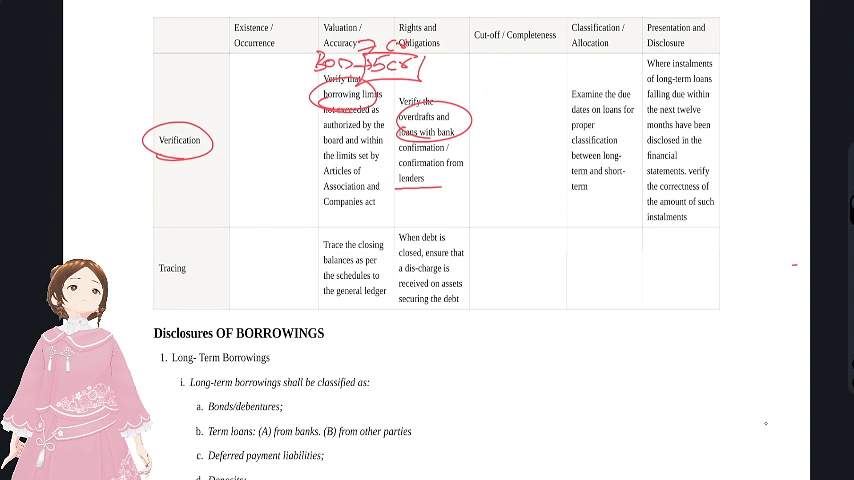 Existence /
Occurrence
Valuation /
Accuracy
Rights and
Obligations
Cut-off / Completeness
Classification /
Allocation
Presentation and
Disclosure
7 Cr
BOD → 5Cr
Verification
Verify that
borrowing limits
not exceeded as
authorized by the
board and within
the limits set by
Articles of
Association and
Companies act
Verify the
overdrafts and
loans with bank
confirmation /
confirmation from
lenders
Examine the due
dates on loans for
proper
classification
between long-
term and short-
term
Where instalments
of long-term loans
falling due within
the next twelve
months have been
disclosed in the
financial
statements. verify
the correctness of
the amount of such
instalments
Tracing
Trace the closing
balances as per
the schedules to
the general ledger
When debt is
closed, ensure that
a dis-charge is
received on assets
securing the debt
Disclosures OF BORROWINGS
1. Long- Term Borrowings
i. Long-term borrowings shall be classified as:
a. Bonds/debentures;
b. Term loans: (A) from banks. (B) from other parties
c. Deferred payment liabilities;
d. Deposits;